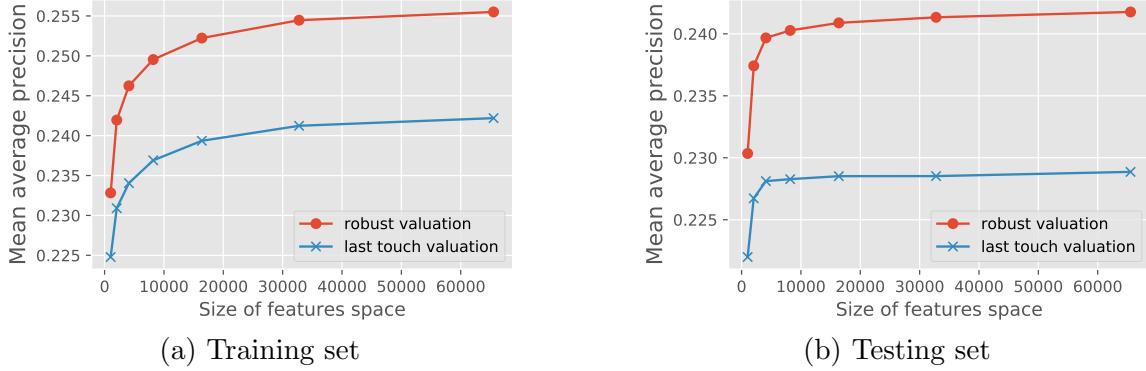 Mean average precision
0.255
0.250
0.245
0.240
0.235
0.230
0.225
robust valuation
last touch valuation
0 10000 20000 30000 40000 50000 60000
Size of features space
(a) Training set
Mean average precision
0.240
0.235
0.230
0.225
robust valuation
last touch valuation
0 10000 20000 30000 40000 50000 60000
Size of features space
(b) Testing set